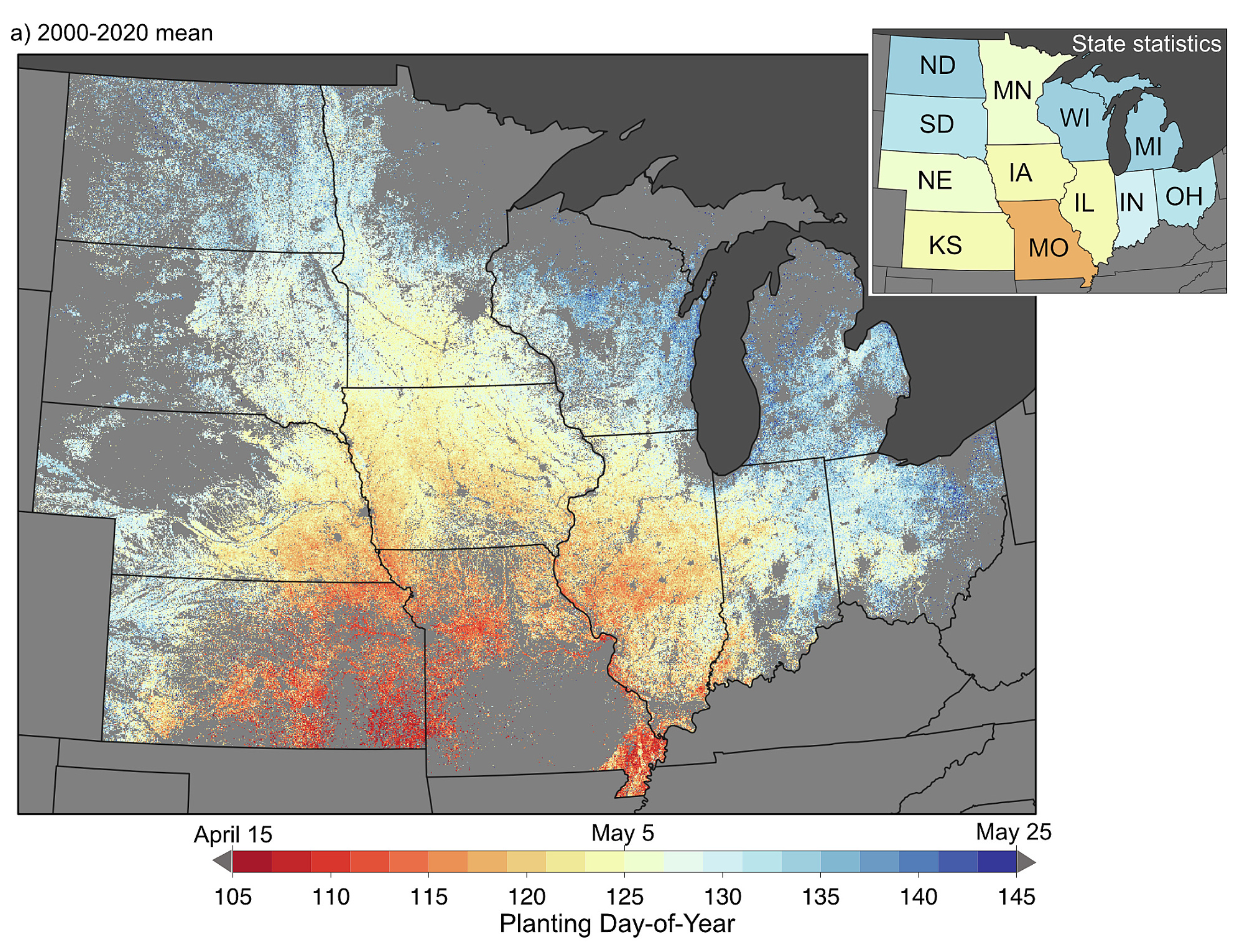 a) 2000-2020 mean
State statistics
ND
MN
WI
SD
MI
NE
IA
IL
IN
OH
KS
MO
April 15
May 5
May 25
105
110
115
120
125
130
135
140
145
Planting Day-of-Year